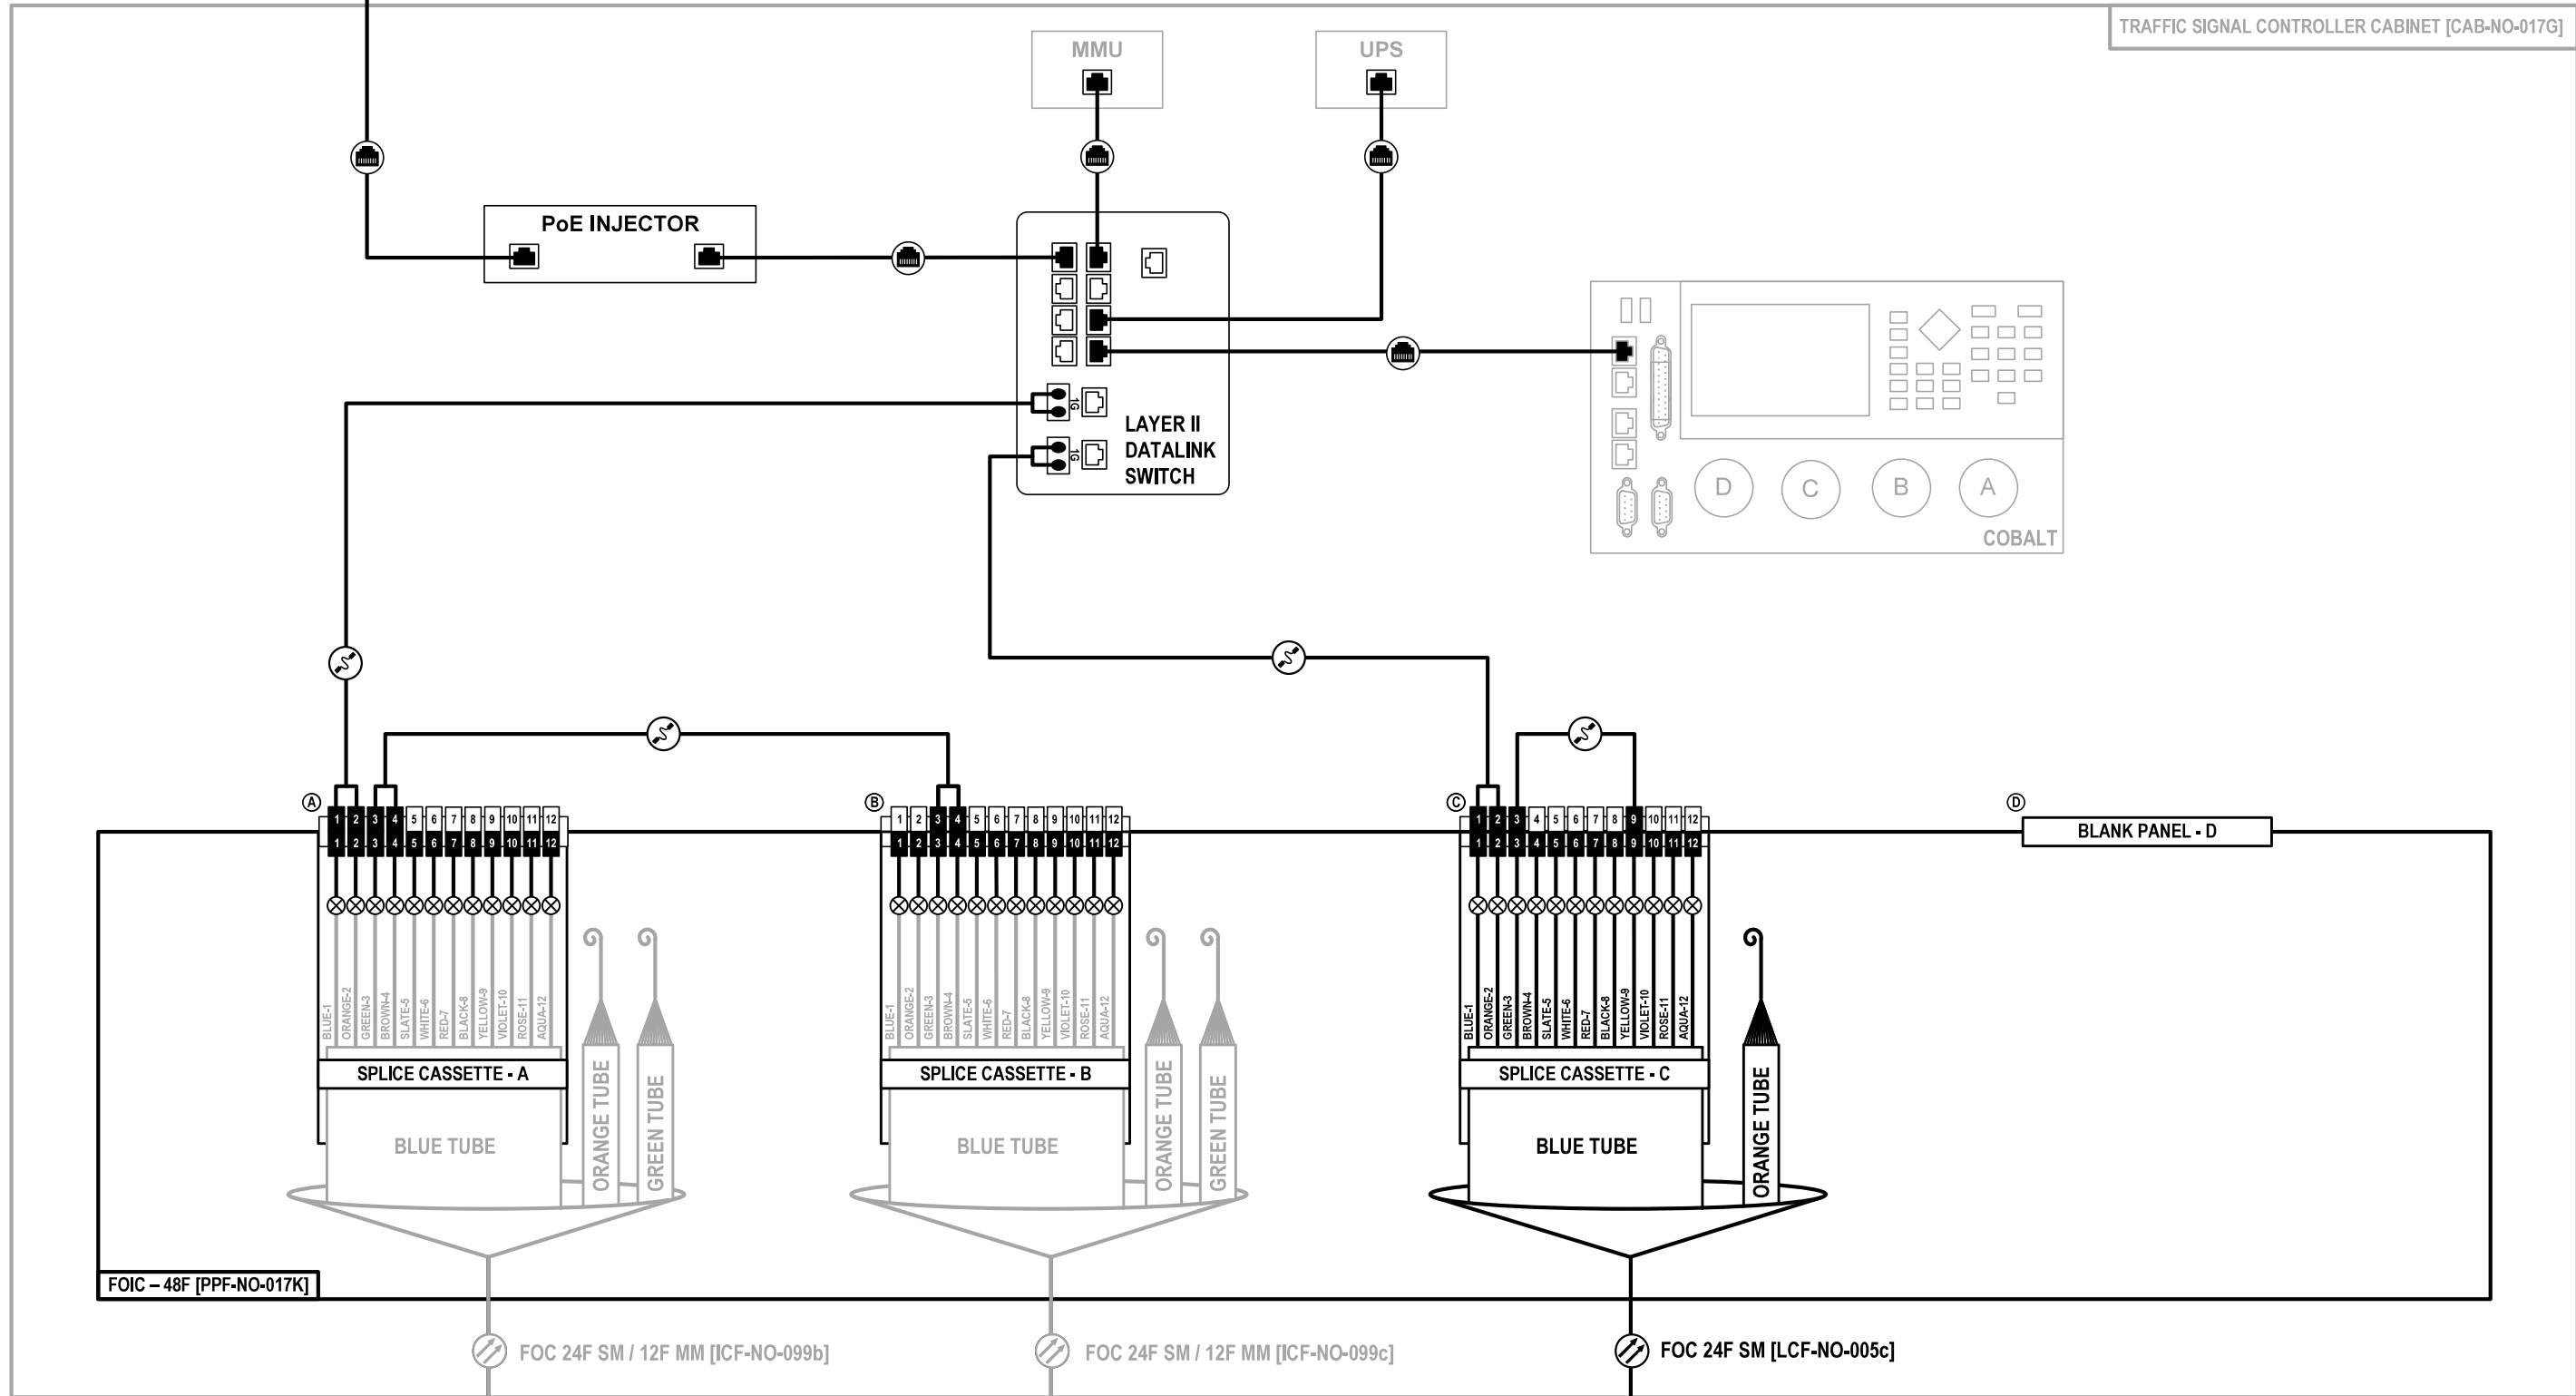 TRAFFIC SIGNAL CONTROLLER CABINET [CAB-NO-017G]
MMU
UPS
PoE INJECTOR
1G
1G
LAYER II
DATALINK
SWITCH
D
C
B
A
COBALT
A
1 2 3 4 5 6 7 8 9 10 11 12
1 2 3 4 5 6 7 8 9 10 11 12
B
1 2 3 4 5 6 7 8 9 10 11 12
1 2 3 4 5 6 7 8 9 10 11 12
C
1 2 3 4 5 6 7 8 9 10 11 12
1 2 3 4 5 6 7 8 9 10 11 12
D
BLANK PANEL - D
BLUE-1
ORANGE-2
GREEN-3
BROWN-4
SLATE-5
WHITE-6
RED-7
BLACK-8
YELLOW-9
VIOLET-10
ROSE-11
AQUA-12
SPLICE CASSETTE - A
BLUE TUBE
ORANGE TUBE
GREEN TUBE
BLUE-1
ORANGE-2
GREEN-3
BROWN-4
SLATE-5
WHITE-6
RED-7
BLACK-8
YELLOW-9
VIOLET-10
ROSE-11
AQUA-12
SPLICE CASSETTE - B
BLUE TUBE
ORANGE TUBE
GREEN TUBE
BLUE-1
ORANGE-2
GREEN-3
BROWN-4
SLATE-5
WHITE-6
RED-7
BLACK-8
YELLOW-9
VIOLET-10
ROSE-11
AQUA-12
SPLICE CASSETTE - C
BLUE TUBE
ORANGE TUBE
FOIC – 48F [PPF-NO-017K]
FOC 24F SM / 12F MM [ICF-NO-099b]
FOC 24F SM / 12F MM [ICF-NO-099c]
FOC 24F SM [LCF-NO-005c]